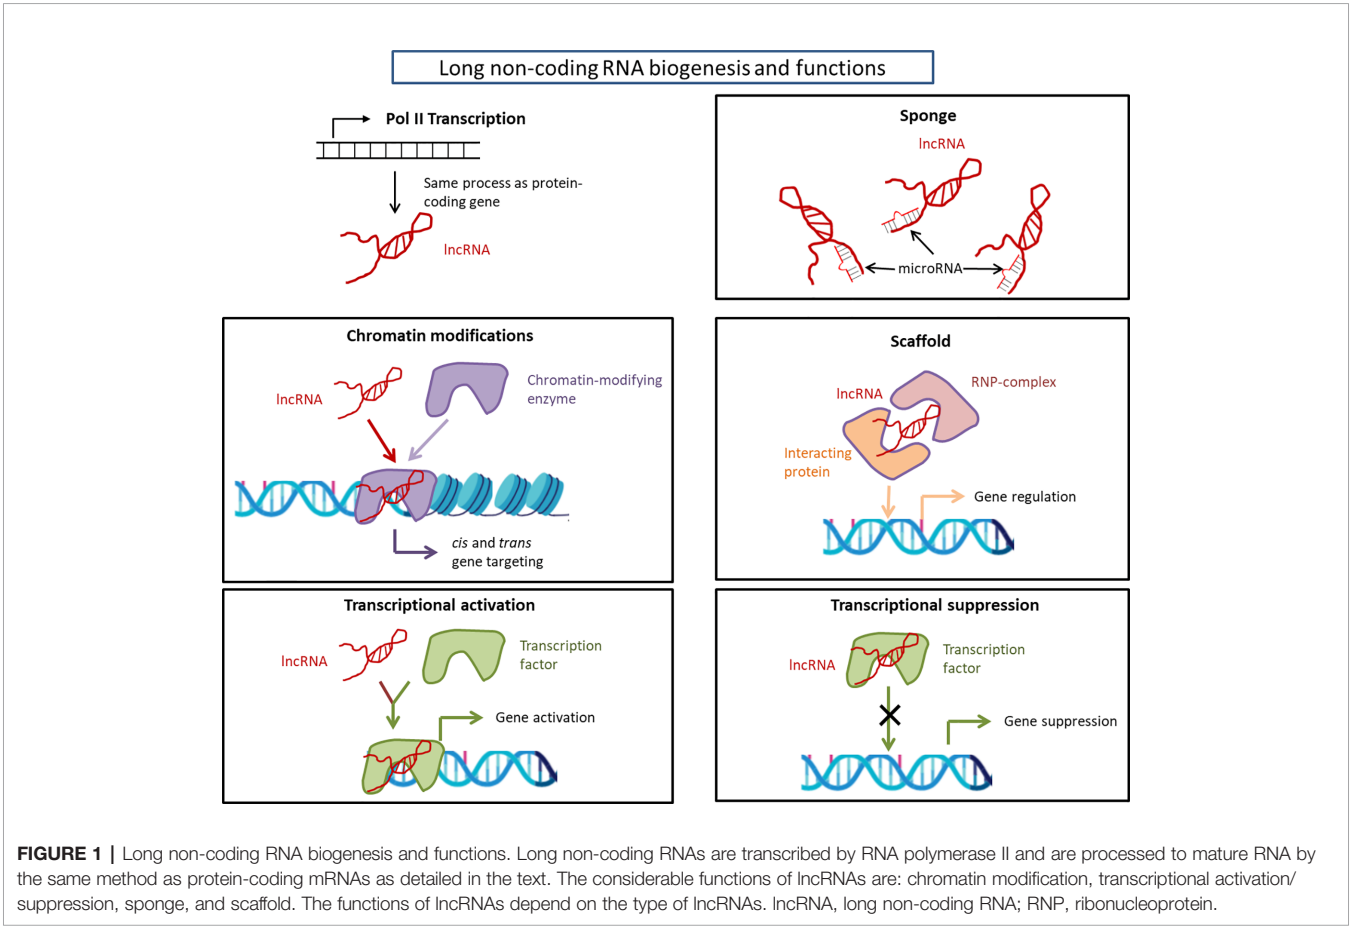 Long non-coding RNA biogenesis and functions
Pol II Transcription
Same process as protein-
coding gene
lncRNA
Sponge
lncRNA
microRNA
Chromatin modifications
lncRNA
Chromatin-modifying
enzyme
cis and trans
gene targeting
Scaffold
lncRNA
RNP-complex
Interacting
protein
Gene regulation
Transcriptional activation
lncRNA
Transcription
factor
Gene activation
Transcriptional suppression
lncRNA
Transcription
factor
Gene suppression
FIGURE 1 | Long non-coding RNA biogenesis and functions. Long non-coding RNAs are transcribed by RNA polymerase II and are processed to mature RNA by
the same method as protein-coding mRNAs as detailed in the text. The considerable functions of lncRNAs are: chromatin modification, transcriptional activation/
suppression, sponge, and scaffold. The functions of lncRNAs depend on the type of lncRNAs. lncRNA, long non-coding RNA; RNP, ribonucleoprotein.